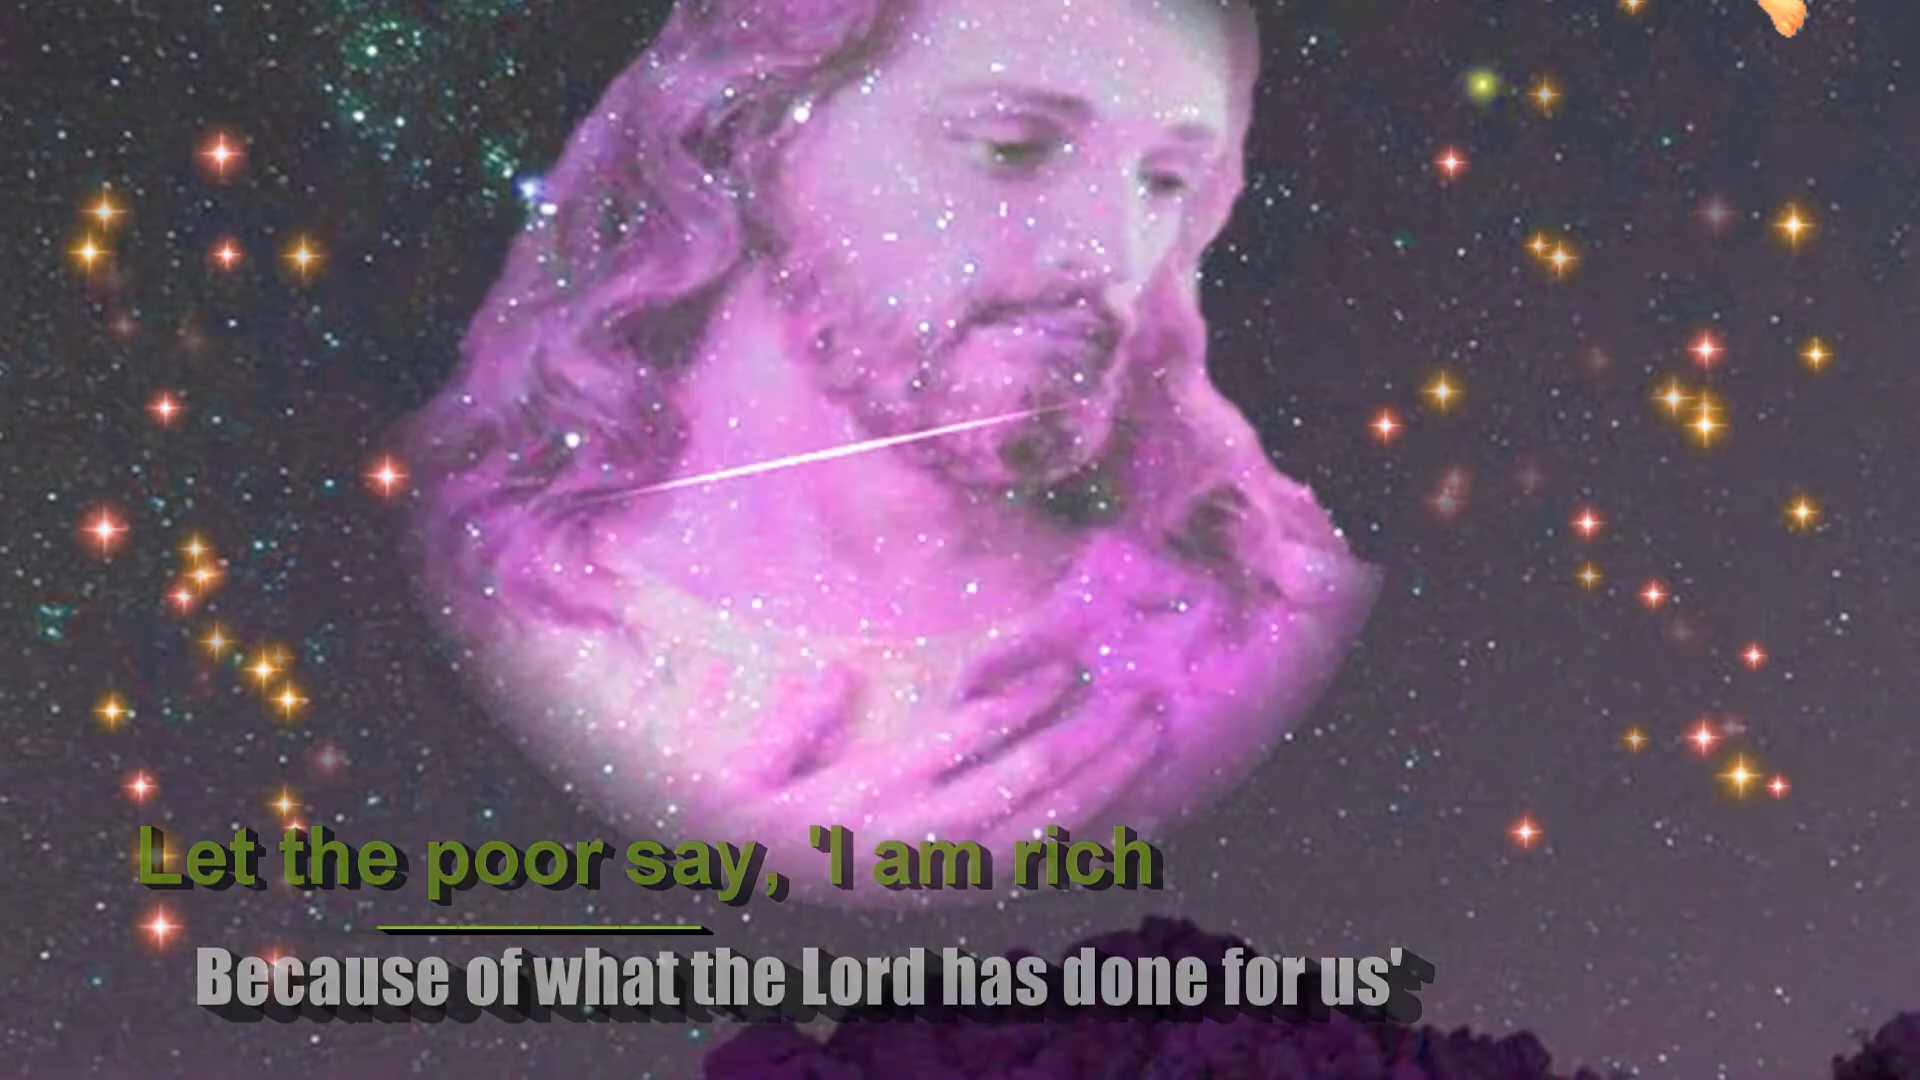 Let the poor say, 'I am rich
Because of what the Lord has done for us'